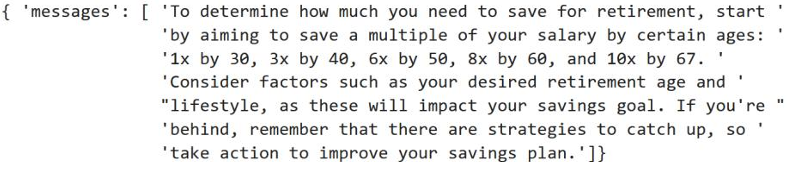 { 'messages': [ 'To determine how much you need to save for retirement, start '
'by aiming to save a multiple of your salary by certain ages: '
'1x by 30, 3x by 40, 6x by 50, 8x by 60, and 10x by 67. '
'Consider factors such as your desired retirement age and '
"lifestyle, as these will impact your savings goal. If you're "
'behind, remember that there are strategies to catch up, so '
'take action to improve your savings plan.']}